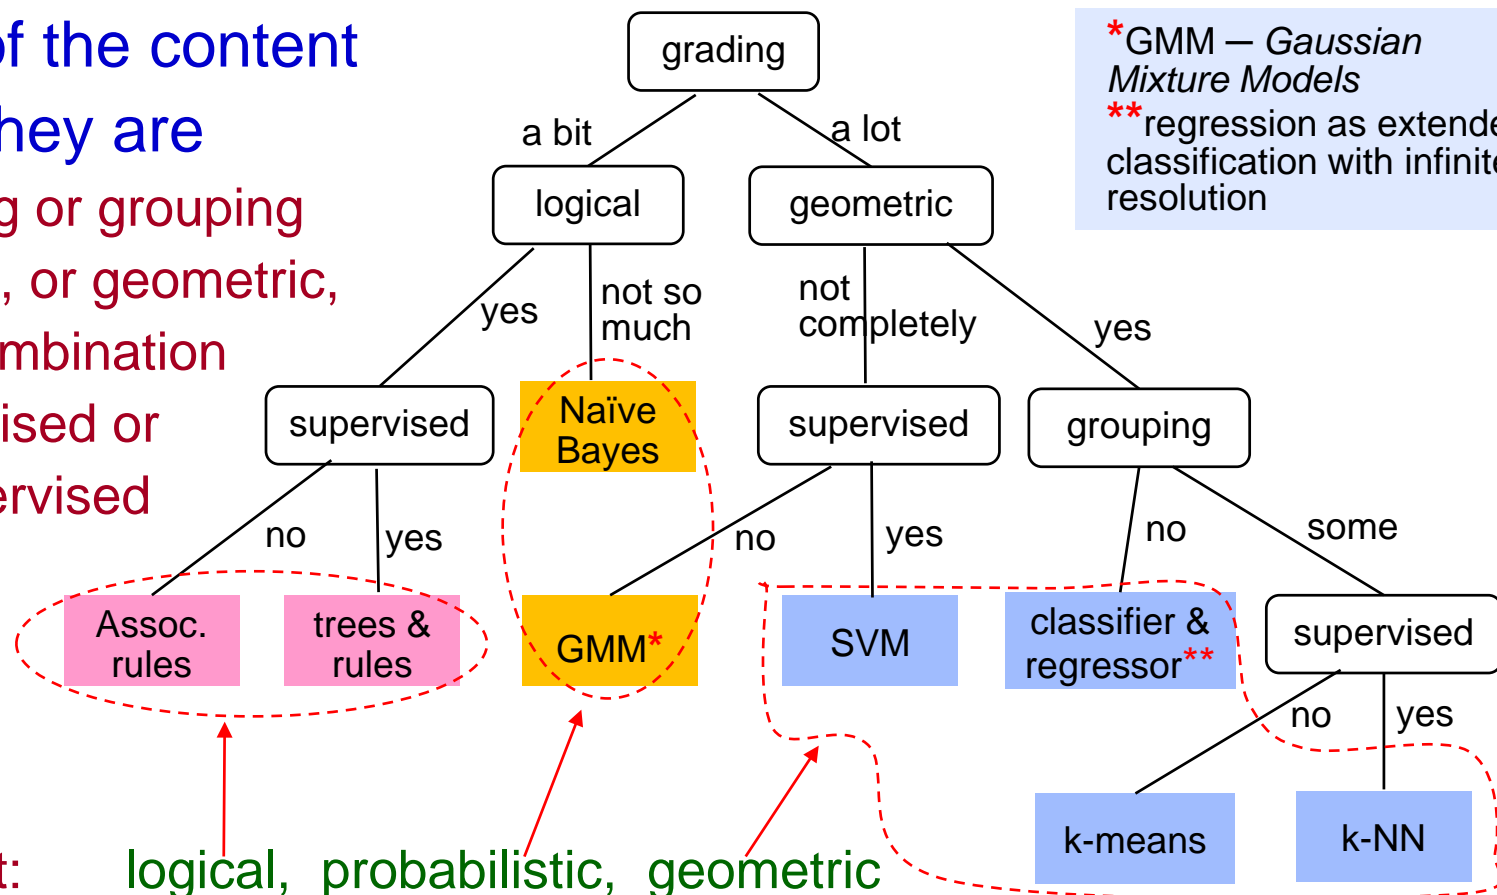 of the content
hey are
g or grouping
, or geometric,
mbination
ised or
ervised
t: logical, probabilistic, geometric
grading
a bit
a lot
logical
geometric
yes
not so
much
not
completely
yes
supervised
Naïve
Bayes
supervised
grouping
no
yes
no
yes
no
some
Assoc.
rules
trees &
rules
GMM*
SVM
classifier &
regressor**
supervised
no
yes
k-means
k-NN
*GMM – Gaussian
Mixture Models
**regression as extende
classification with infinite
resolution